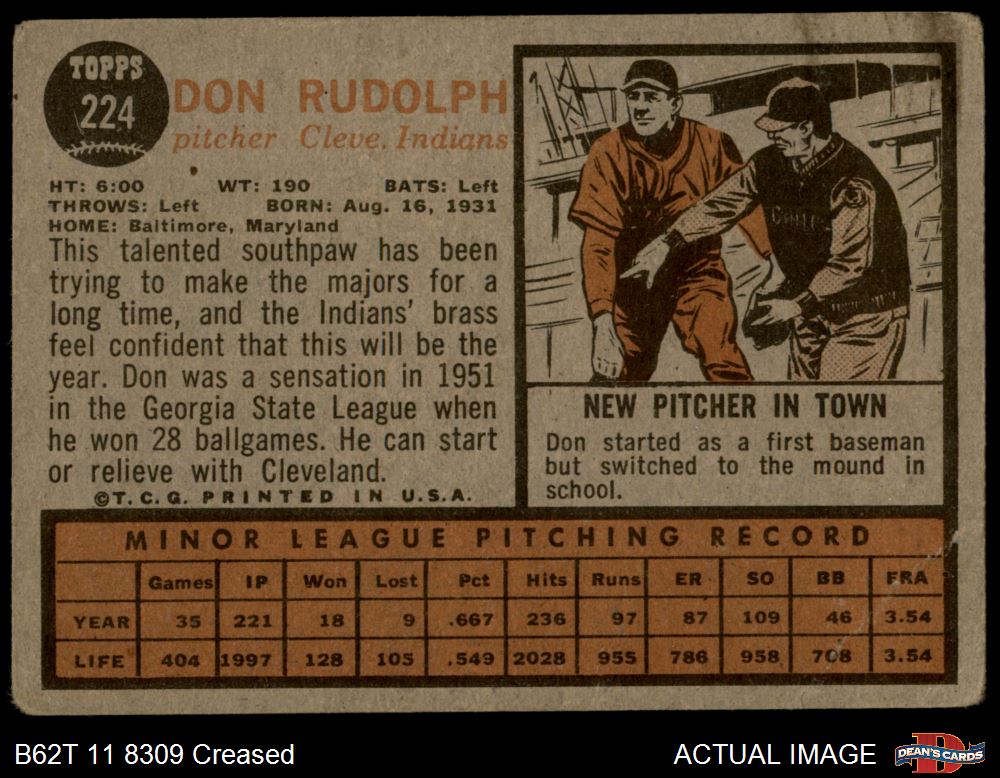 TOPPS
224
DON RUDOLPH
pitcher Cleve. Indians
HT: 6:00 WT: 190 BATS: Left
THROWS: Left BORN: Aug. 16, 1931
HOME: Baltimore, Maryland
This talented southpaw has been
trying to make the majors for a
long time, and the Indians' brass
feel confident that this will be the
year. Don was a sensation in 1951
in the Georgia State League when
he won 28 ballgames. He can start
or relieve with Cleveland.
©T.C.G. PRINTED IN U.S.A.
NEW PITCHER IN TOWN
Don started as a first baseman
but switched to the mound in
school.
MINOR LEAGUE PITCHING RECORD
Games IP Won Lost Pct Hits Runs ER SO BB ERA
YEAR 35 221 18 9 .667 236 97 87 109 46 3.54
LIFE 404 1997 128 105 .549 2028 955 786 958 708 3.54
B62T 11 8309 Creased
ACTUAL IMAGE
DEAN'S CARDS